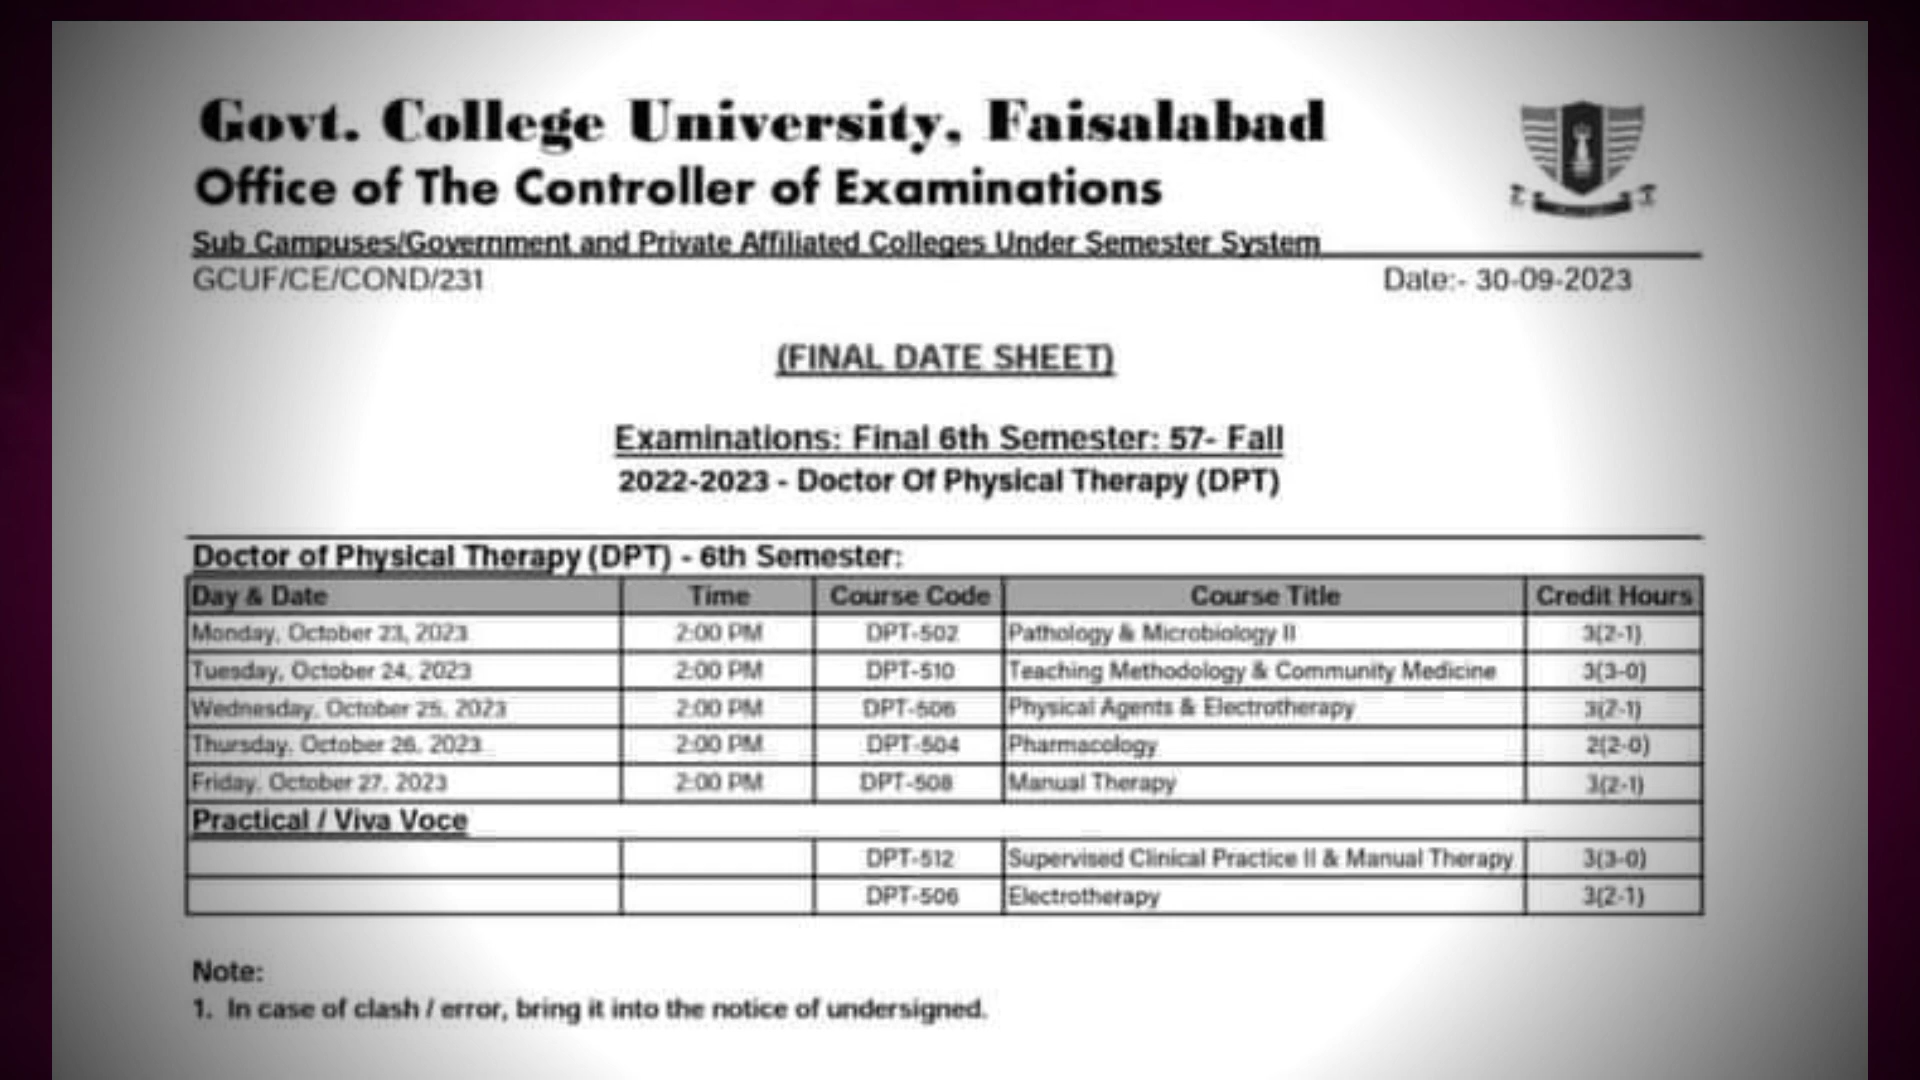 Govt. College University, Faisalabad
Office of The Controller of Examinations
Sub Campuses/Government and Private Affiliated Colleges Under Semester System
GCUF/CE/COND/231 Date:- 30-09-2023
(FINAL DATE SHEET)
Examinations: Final 6th Semester: 57- Fall
2022-2023 - Doctor Of Physical Therapy (DPT)
Doctor of Physical Therapy (DPT) - 6th Semester:
Day & Date Time Course Code Course Title Credit Hours
Monday, October 23, 2023 2:00 PM DPT-502 Pathology & Microbiology II 3(2-1)
Tuesday, October 24, 2023 2:00 PM DPT-510 Teaching Methodology & Community Medicine 3(3-0)
Wednesday, October 25, 2023 2:00 PM DPT-506 Physical Agents & Electrotherapy 3(2-1)
Thursday, October 26, 2023 2:00 PM DPT-504 Pharmacology 2(2-0)
Friday, October 27, 2023 2:00 PM DPT-508 Manual Therapy 3(2-1)
Practical / Viva Voce
DPT-512 Supervised Clinical Practice II & Manual Therapy 3(3-0)
DPT-506 Electrotherapy 3(2-1)
Note:
1. In case of clash / error, bring it into the notice of undersigned.